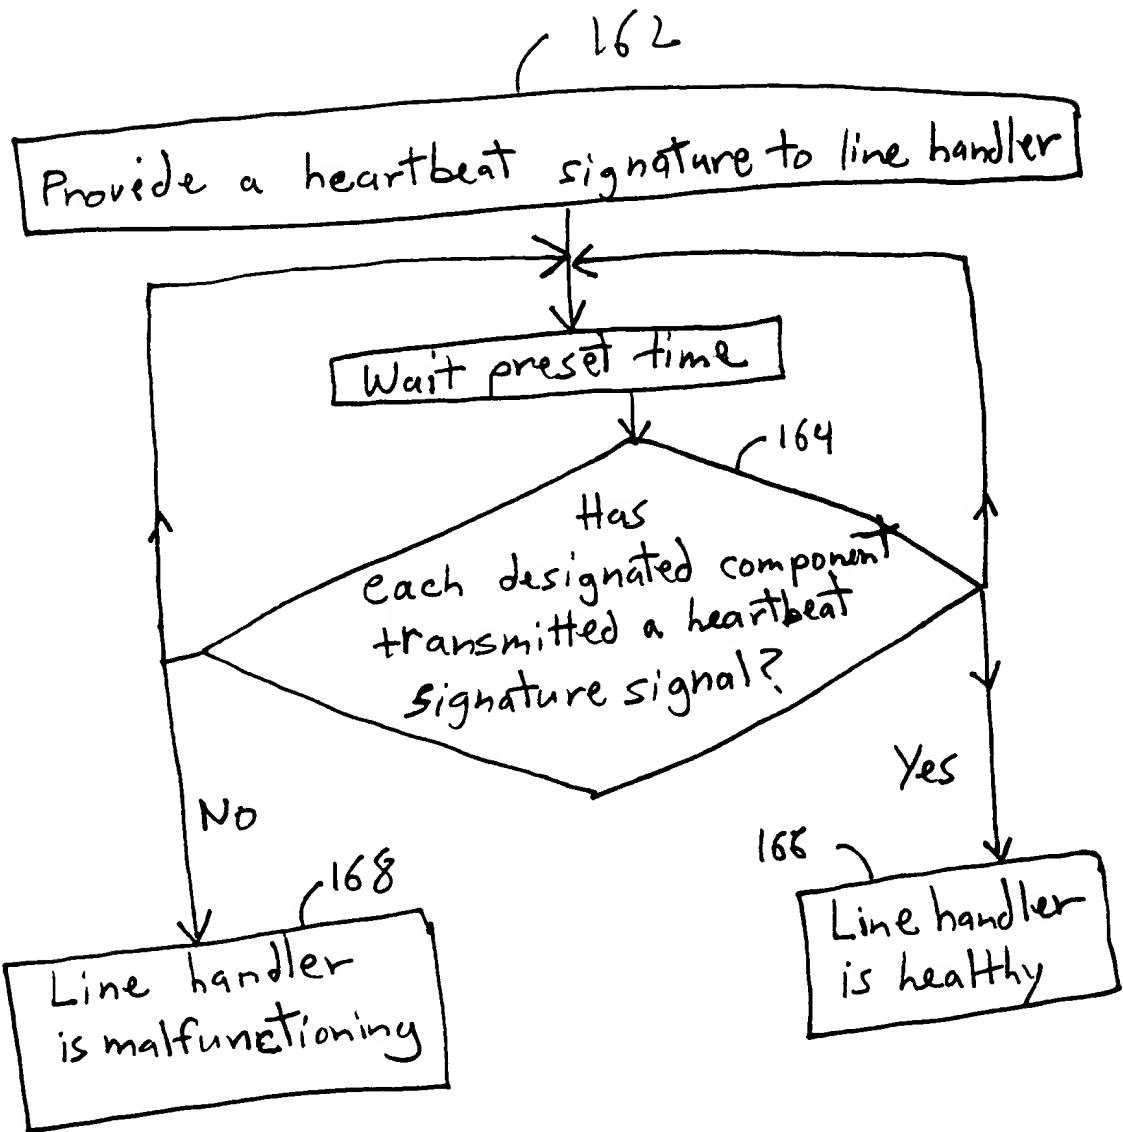 162
Provide a heartbeat signature to line handler
Wait preset time
164
Has
each designated component
transmitted a heartbeat
signature signal?
Yes
No
166
168
Line handler
is healthy
Line handler
is malfunctioning